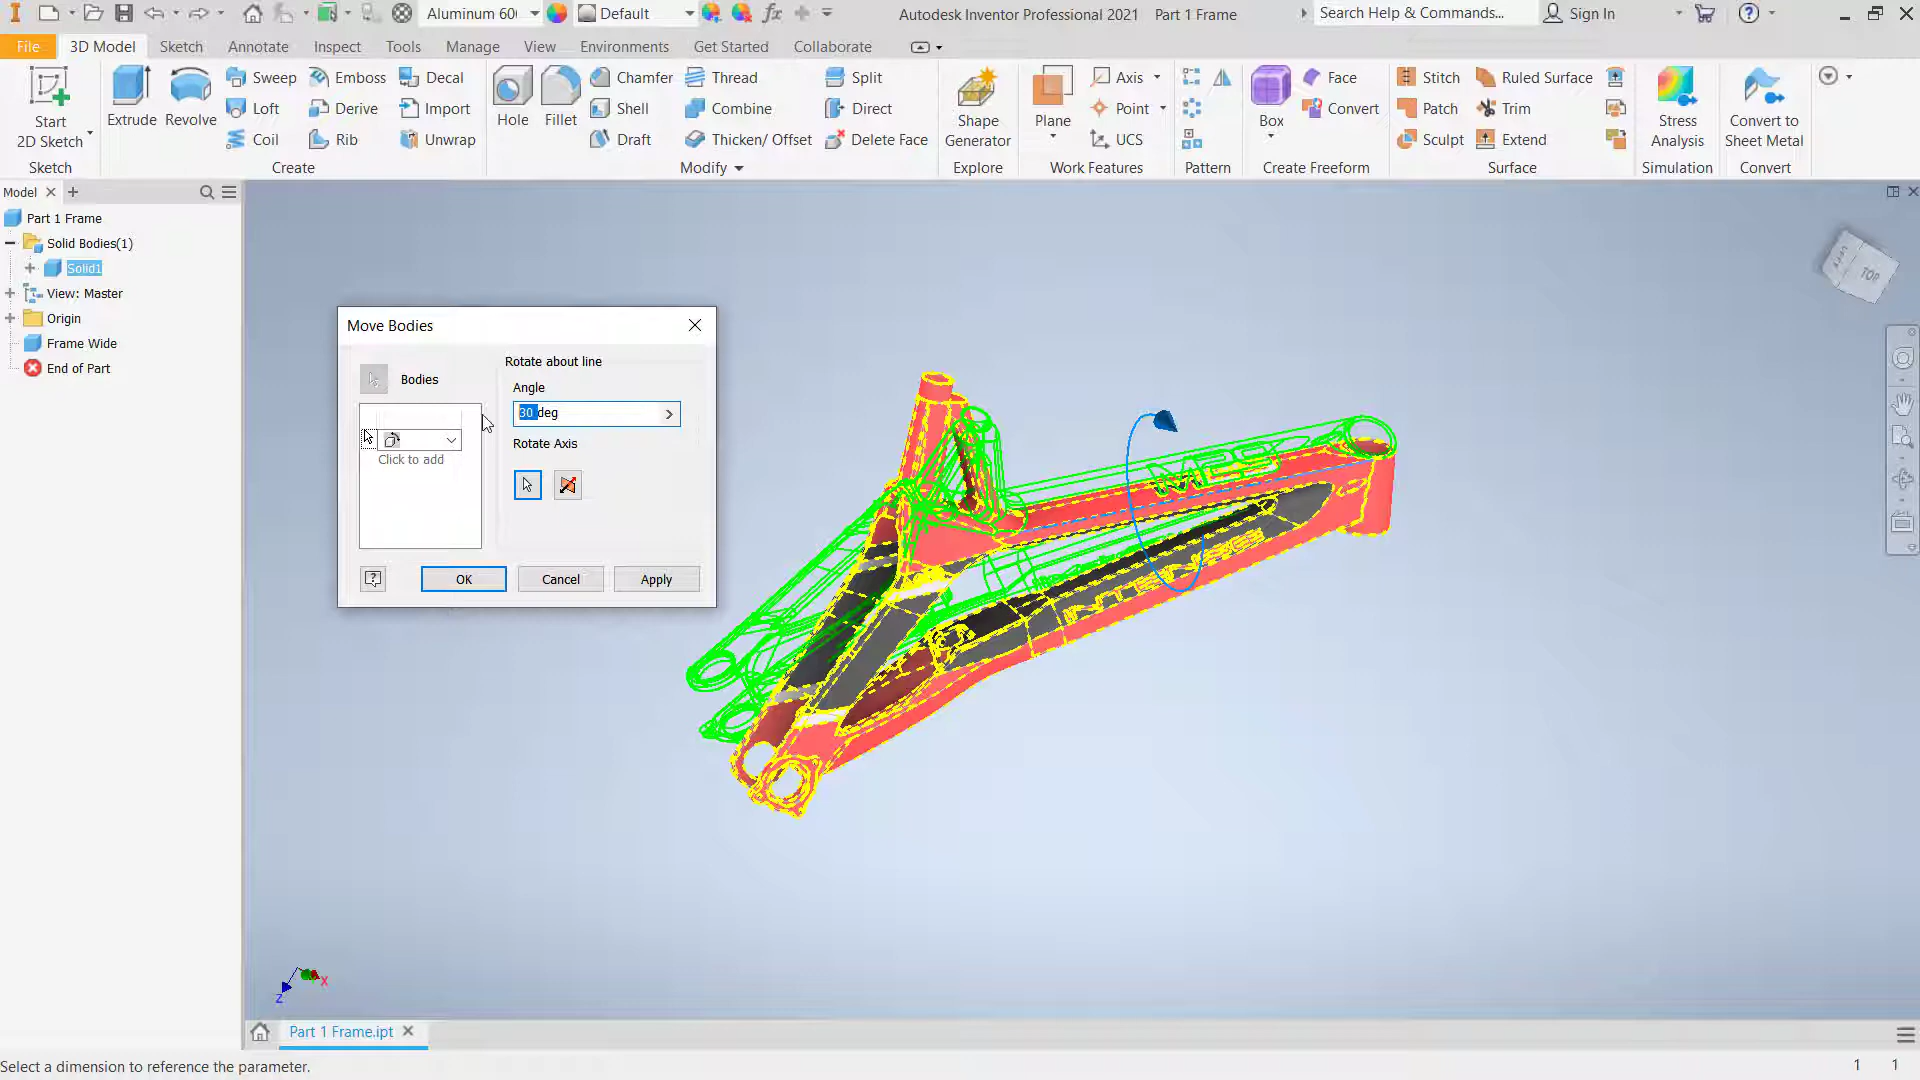 Aluminum 606
Default
Autodesk Inventor Professional 2021 Part 1 Frame
Search Help & Commands...
Sign In
File
3D Model
Sketch
Annotate
Inspect
Tools
Manage
View
Environments
Get Started
Collaborate
Start
2D Sketch
Sketch
Extrude
Revolve
Sweep
Loft
Coil
Emboss
Derive
Rib
Decal
Import
Unwrap
Create
Hole
Fillet
Chamfer
Shell
Draft
Thread
Combine
Thicken/ Offset
Split
Direct
Delete Face
Modify
Shape
Generator
Explore
Plane
Axis
Point
UCS
Work Features
Pattern
Box
Face
Convert
Create Freeform
Stitch
Patch
Sculpt
Ruled Surface
Trim
Extend
Surface
Stress
Analysis
Simulation
Convert to
Sheet Metal
Convert
Model
Part 1 Frame
Solid Bodies(1)
Solid1
View: Master
Origin
Frame Wide
End of Part
Move Bodies
Bodies
Click to add
Rotate about line
Angle
30 deg
Rotate Axis
OK
Cancel
Apply
TOP
X
Z
Part 1 Frame.ipt
Select a dimension to reference the parameter.
1 1